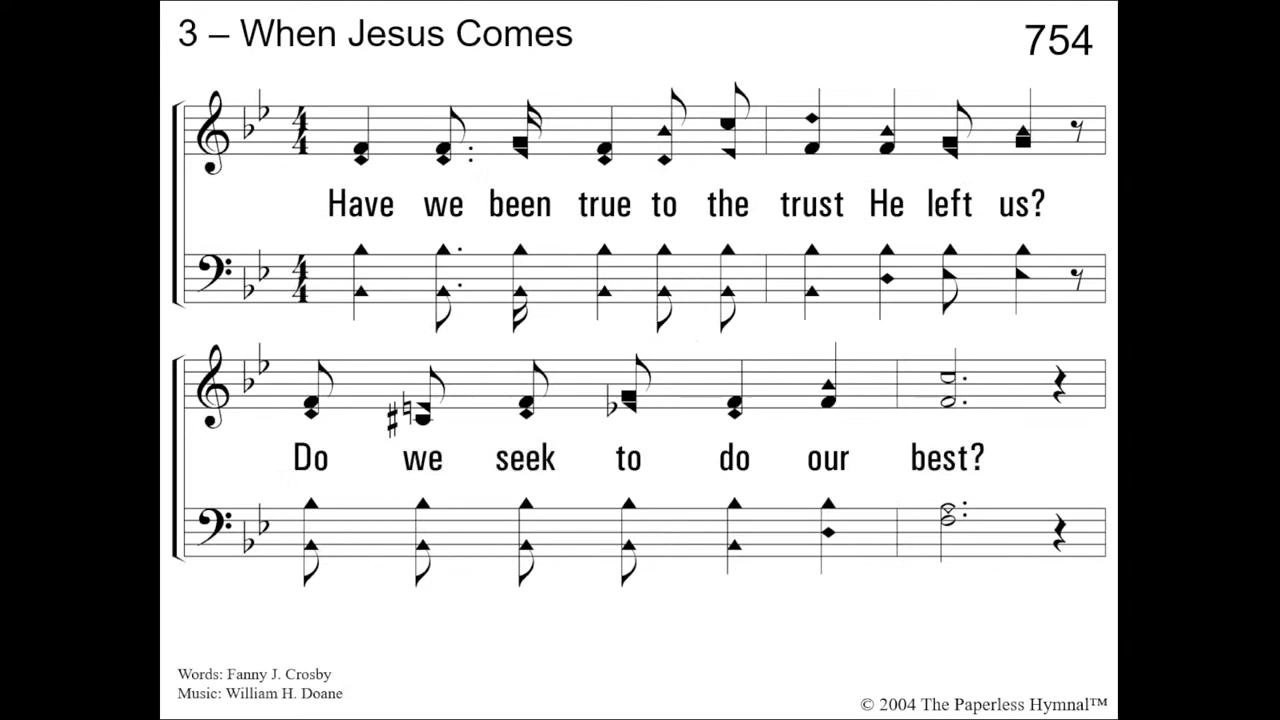 3 – When Jesus Comes
754
Have we been true to the trust He left us?
Do we seek to do our best?
Words: Fanny J. Crosby
Music: William H. Doane
© 2004 The Paperless Hymnal™